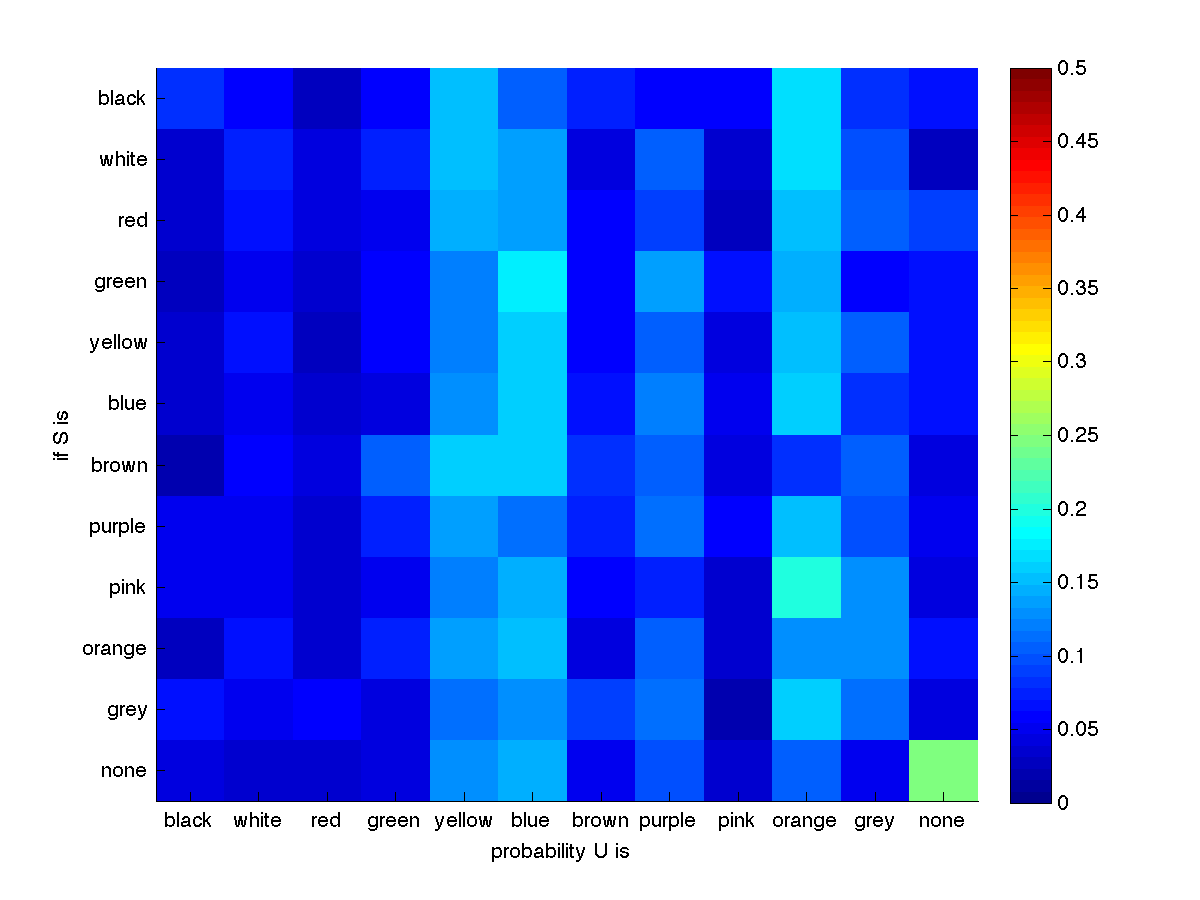 black
white
red
green
yellow
blue
brown
purple
pink
orange
grey
none
if S is
black white red green yellow blue brown purple pink orange grey none
probability U is
0.5
0.45
0.4
0.35
0.3
0.25
0.2
0.15
0.1
0.05
0